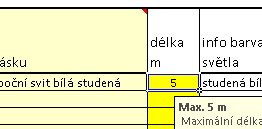 délka info barva
ásku m světla
boční svit bílá studená 5 studená bíl
Max. 5 m
Maximální délka